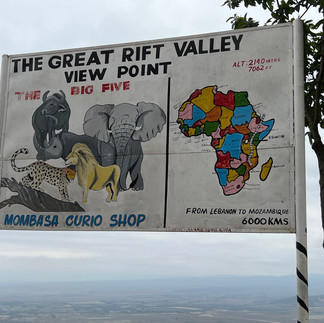 THE GREAT RIFT VALLEY
VIEW POINT
ALT: 2140 MTRS
7062 FT
THE BIG FIVE
MOMBASA CURIO SHOP
FROM LEBANON TO MOZAMBIQUE
6000 KMS